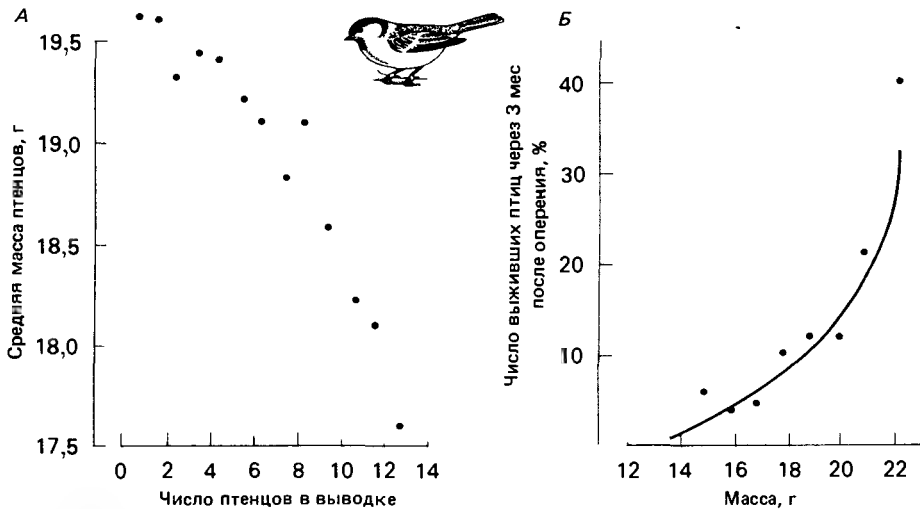 А
19,5
19,0
18,5
18,0
17,5
Средняя масса птенцов, г
0 2 4 6 8 10 12 14
Число птенцов в выводке
Б
40
30
20
10
Число выживших птиц через 3 мес
после оперения, %
12 14 16 18 20 22
Масса, г